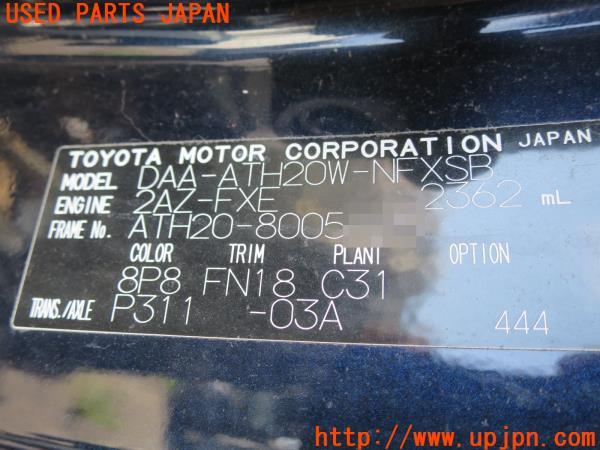 USED PARTS JAPAN
TOYOTA MOTOR CORPORATION JAPAN
MODEL DAA-ATH20W-NFXSB
ENGINE 2AZ-FXE 2362 mL
FRAME No. ATH20-8005
COLOR TRIM PLANT OPTION
8P8 FN18 C31
TRANS./AXLE P311 -03A 444
http://www.upjpn.com/